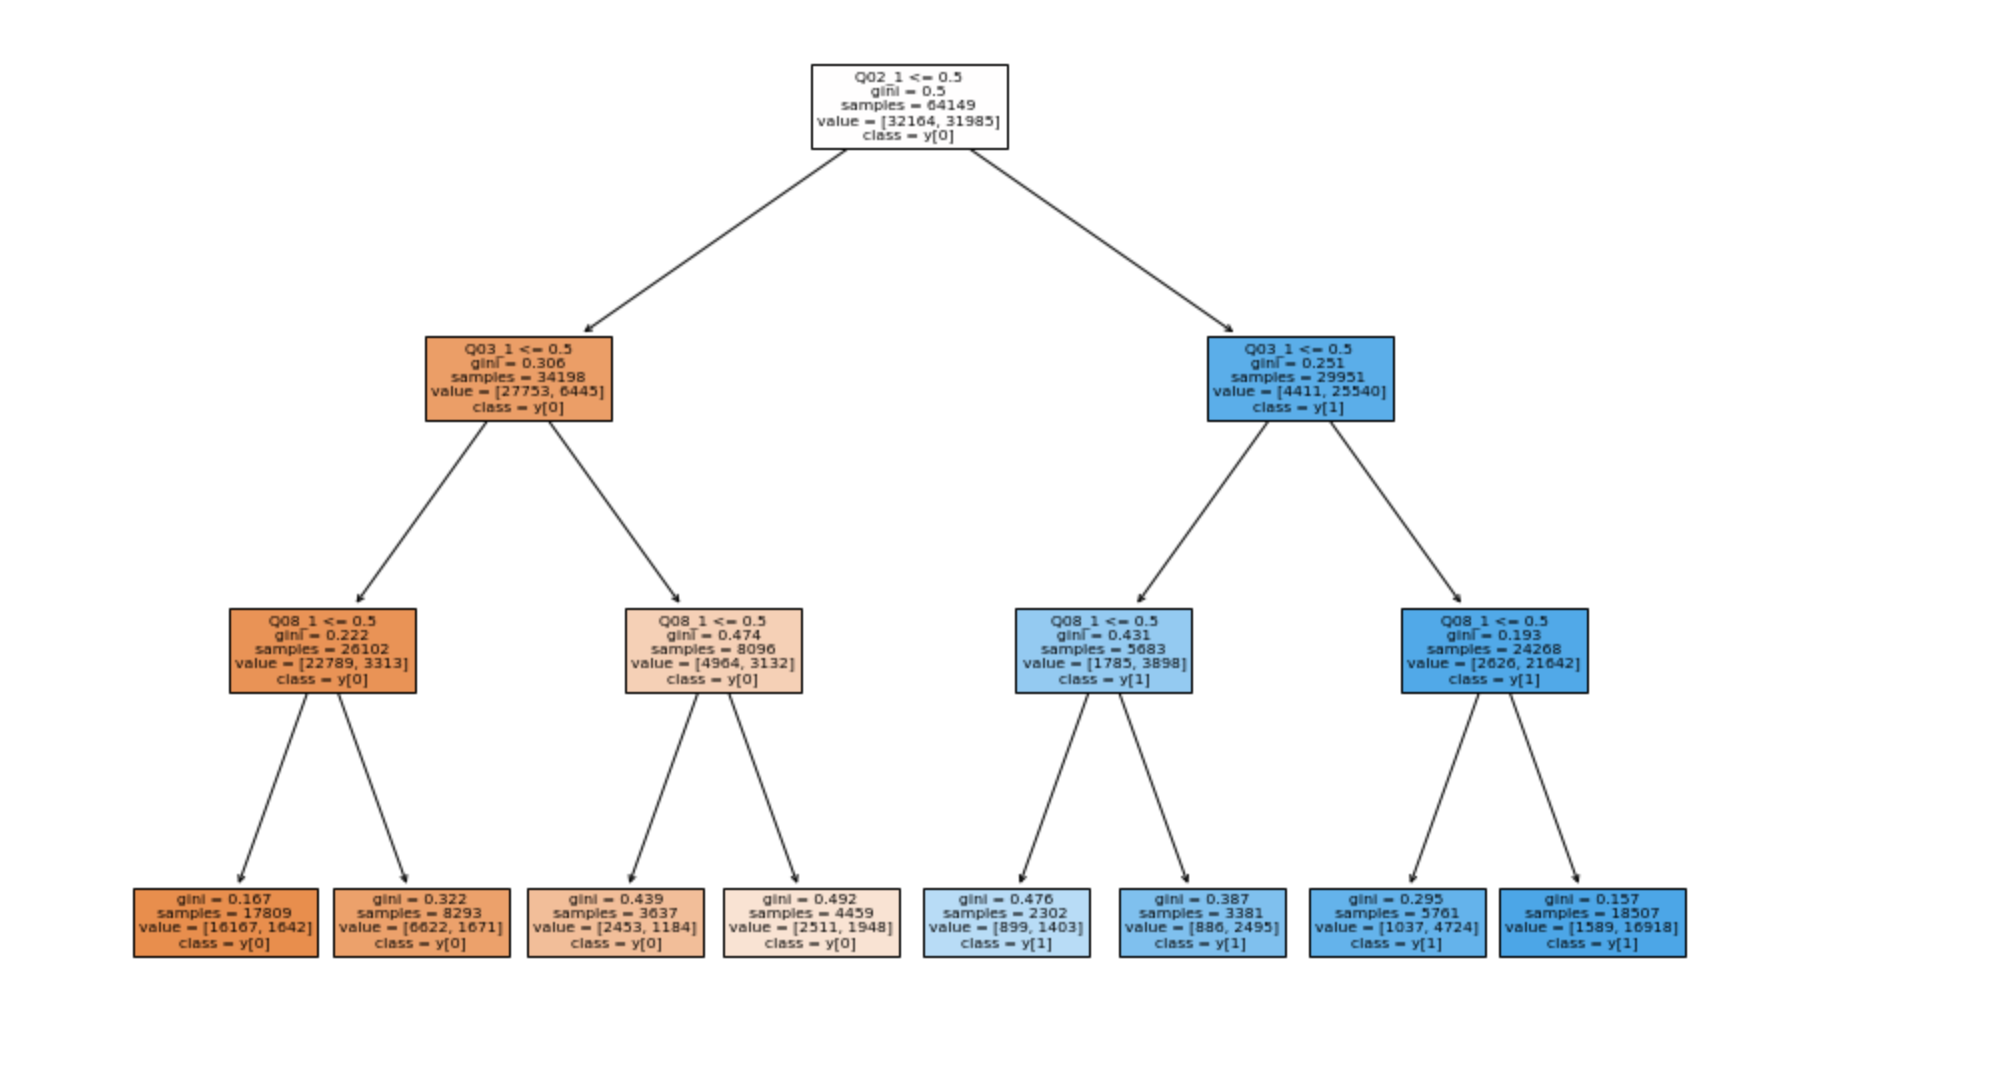 Q02_1 <= 0.5
gini = 0.5
samples = 64149
value = [32164, 31985]
class = y[0]
Q03_1 <= 0.5
gini = 0.306
samples = 34198
value = [27753, 6445]
class = y[0]
Q03_1 <= 0.5
gini = 0.251
samples = 29951
value = [4411, 25540]
class = y[1]
Q08_1 <= 0.5
gini = 0.222
samples = 26102
value = [22789, 3313]
class = y[0]
Q08_1 <= 0.5
gini = 0.474
samples = 8096
value = [4964, 3132]
class = y[0]
Q08_1 <= 0.5
gini = 0.431
samples = 5683
value = [1785, 3898]
class = y[1]
Q08_1 <= 0.5
gini = 0.193
samples = 24268
value = [2626, 21642]
class = y[1]
gini = 0.167
samples = 17809
value = [16167, 1642]
class = y[0]
gini = 0.322
samples = 8293
value = [6622, 1671]
class = y[0]
gini = 0.439
samples = 3637
value = [2453, 1184]
class = y[0]
gini = 0.492
samples = 4459
value = [2511, 1948]
class = y[0]
gini = 0.476
samples = 2302
value = [899, 1403]
class = y[1]
gini = 0.387
samples = 3381
value = [886, 2495]
class = y[1]
gini = 0.295
samples = 5761
value = [1037, 4724]
class = y[1]
gini = 0.157
samples = 18507
value = [1589, 16918]
class = y[1]